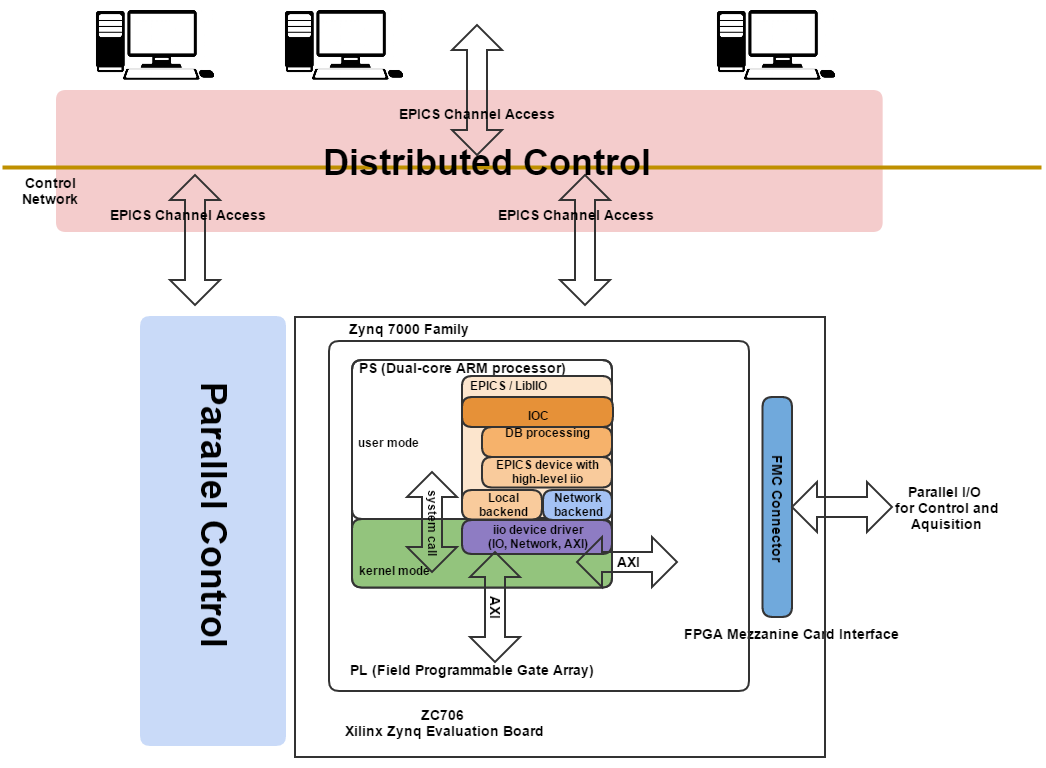 EPICS Channel Access
Distributed Control
Control
Network
EPICS Channel Access
EPICS Channel Access
Parallel Control
Zynq 7000 Family
PS (Dual-core ARM processor)
EPICS / LibIIO
IOC
DB processing
user mode
EPICS device with
high-level iio
system call
Local
backend
Network
backend
iio device driver
(IO, Network, AXI)
kernel mode
AXI
AXI
FMC Connector
Parallel I/O
for Control and
Aquisition
FPGA Mezzanine Card Interface
PL (Field Programmable Gate Array)
ZC706
Xilinx Zynq Evaluation Board